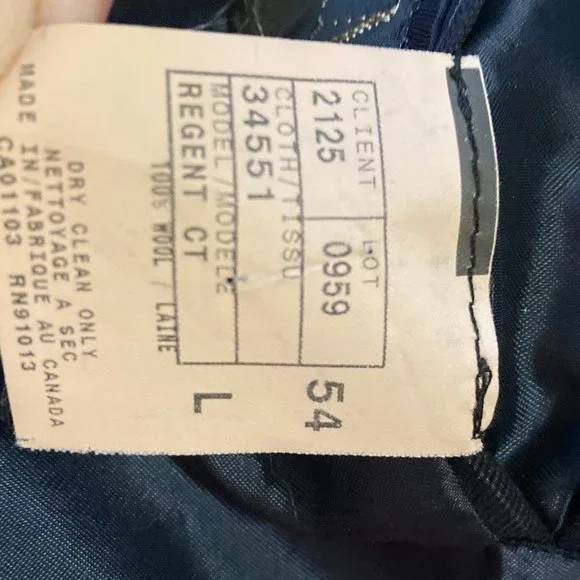 CLIENT LOT
2125 0959 54
CLOTH/TISSU
34551
MODEL/MODELE
REGENT CT L
100% WOOL / LAINE
DRY CLEAN ONLY
NETTOYAGE A SEC
MADE IN/FABRIQUE AU CANADA
CA01103 RN91013